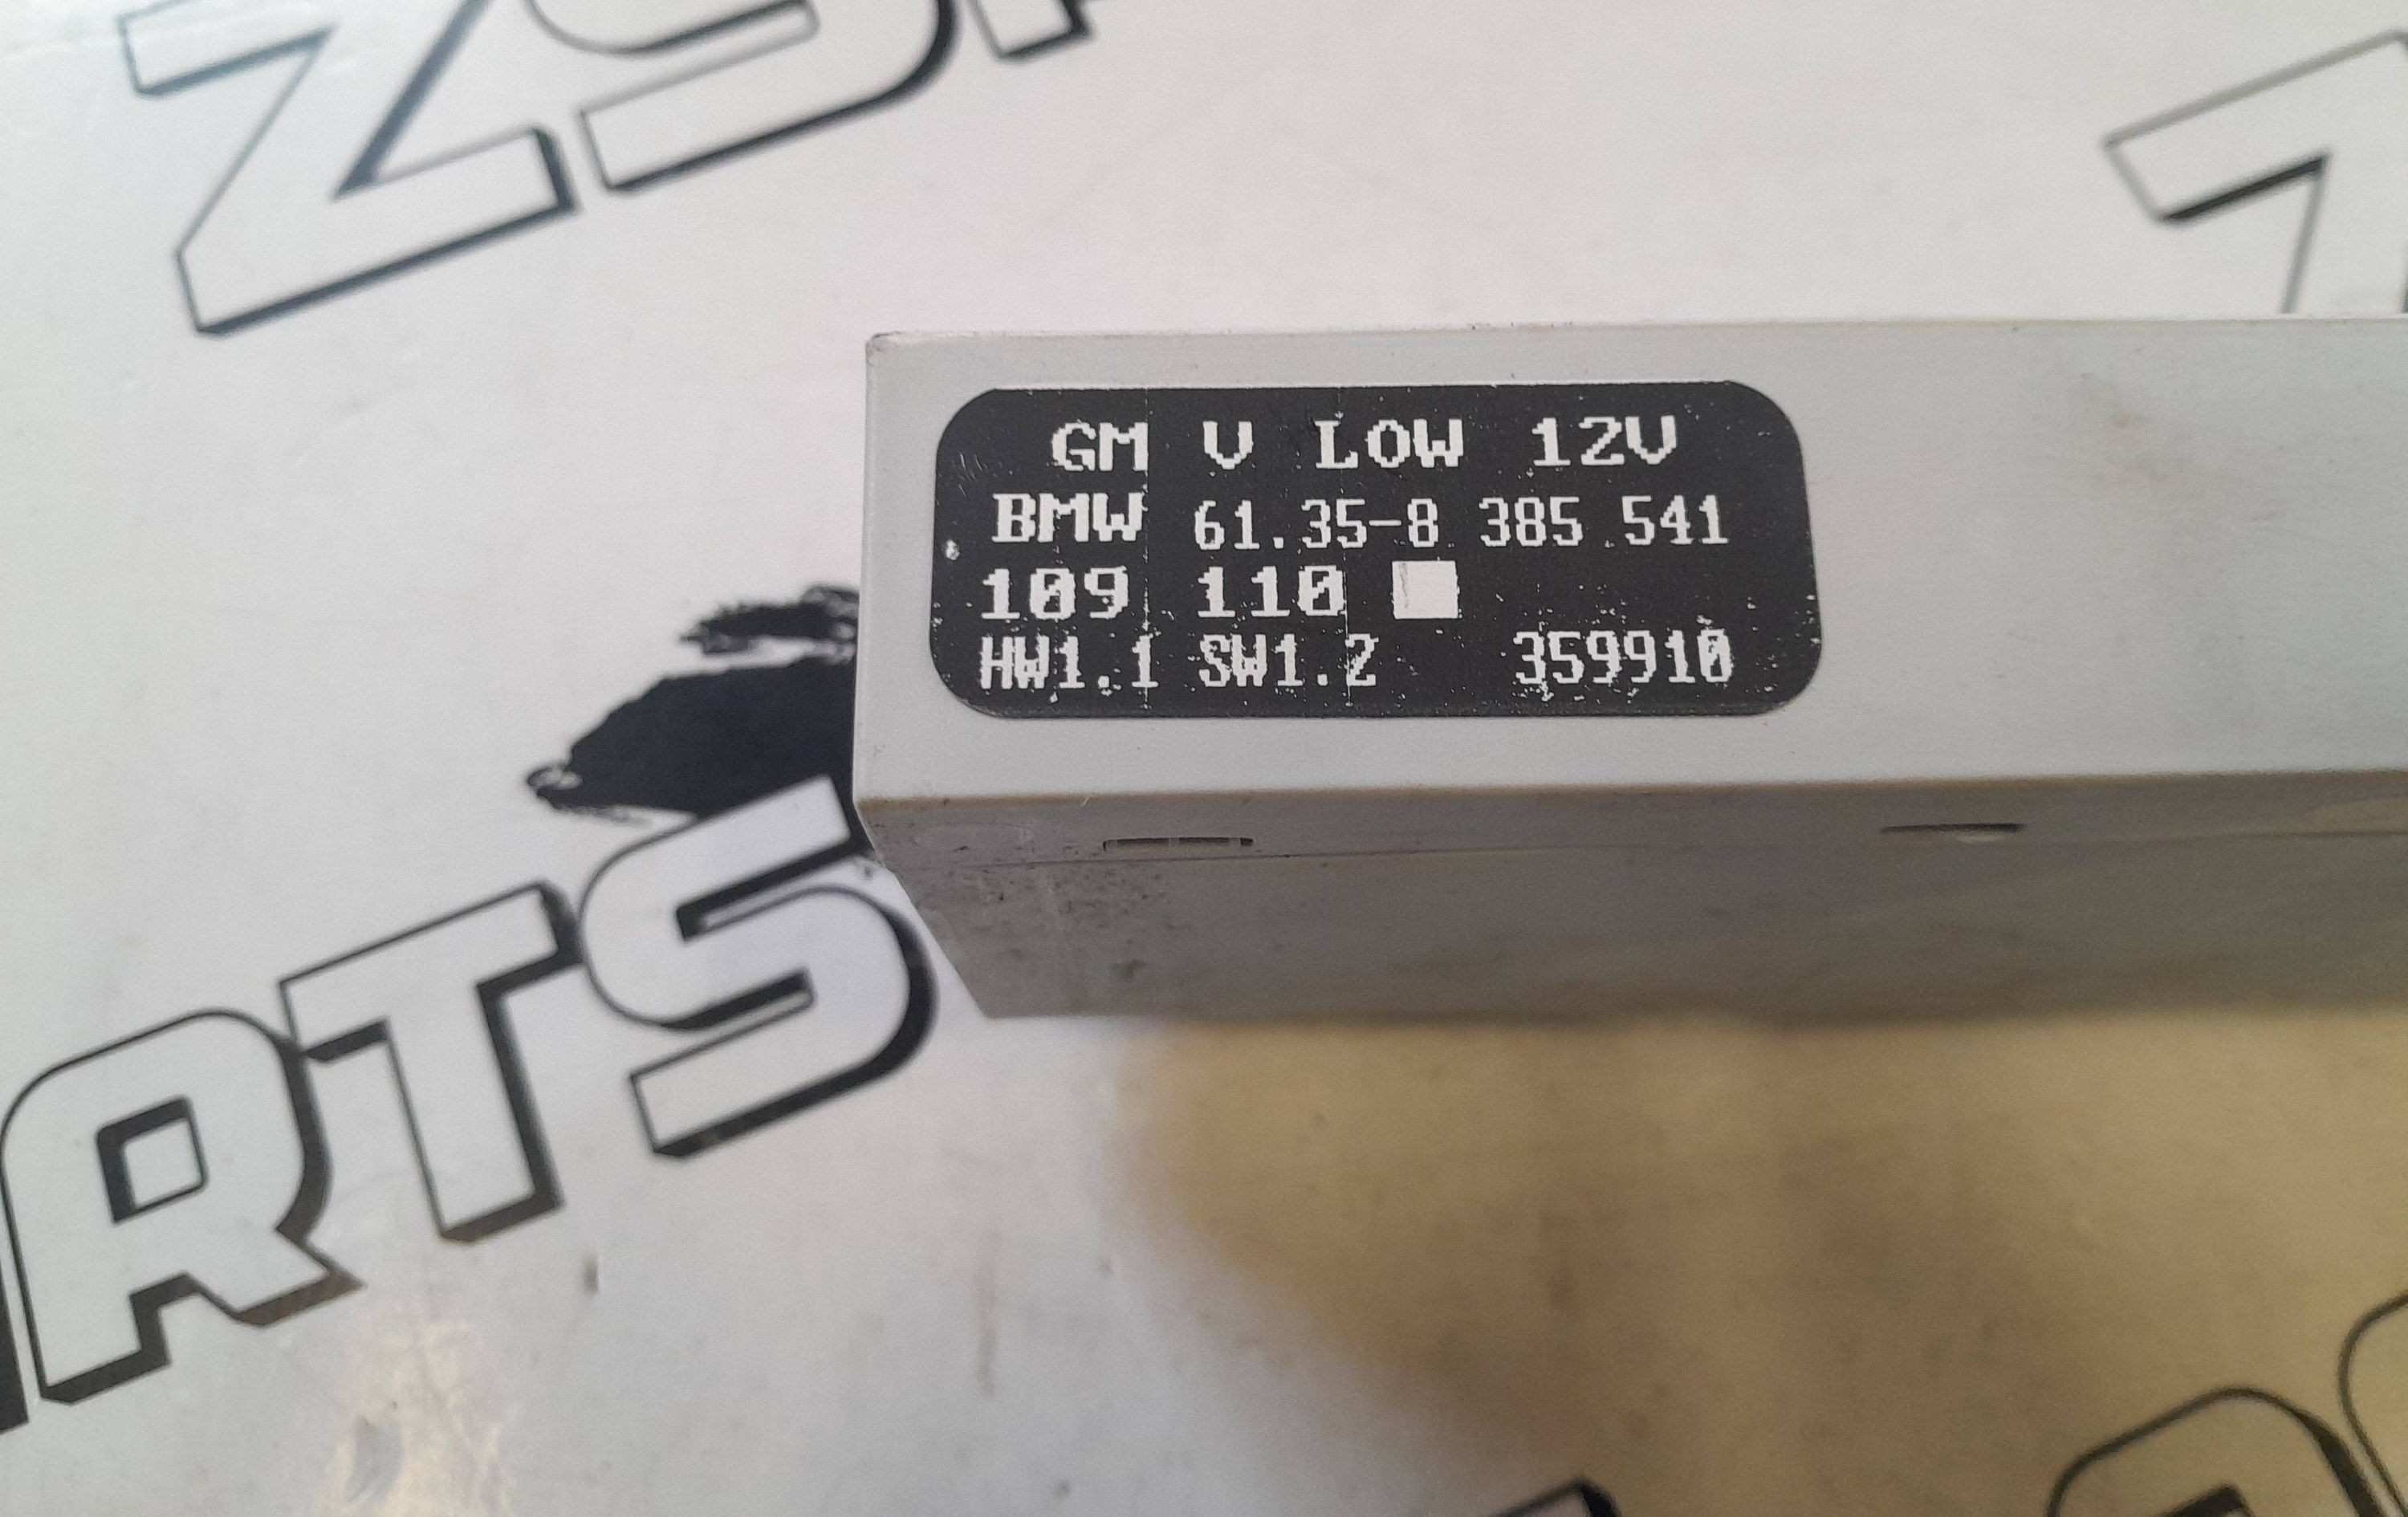 GM V LOW 12V
BMW 61.35-8 385 541
109 110
HW1.1 SW1.2 359910